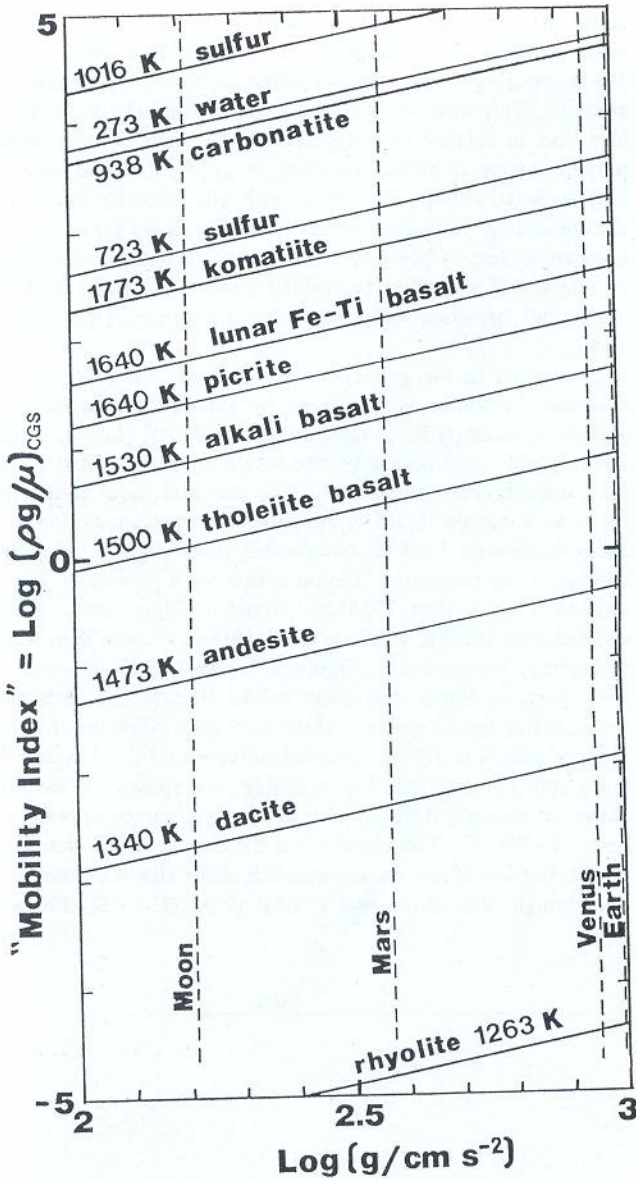 5
1016 K sulfur
273 K water
938 K carbonatite
723 K sulfur
1773 K komatiite
1640 K lunar Fe-Ti basalt
1640 K picrite
1530 K alkali basalt
1500 K tholeiite basalt
0
1473 K andesite
1340 K dacite
rhyolite 1263 K
-5
"Mobility Index" = Log (ρg/μ)CGS
Moon
Mars
Venus
Earth
2
2.5
3
Log (g/cm s-2)